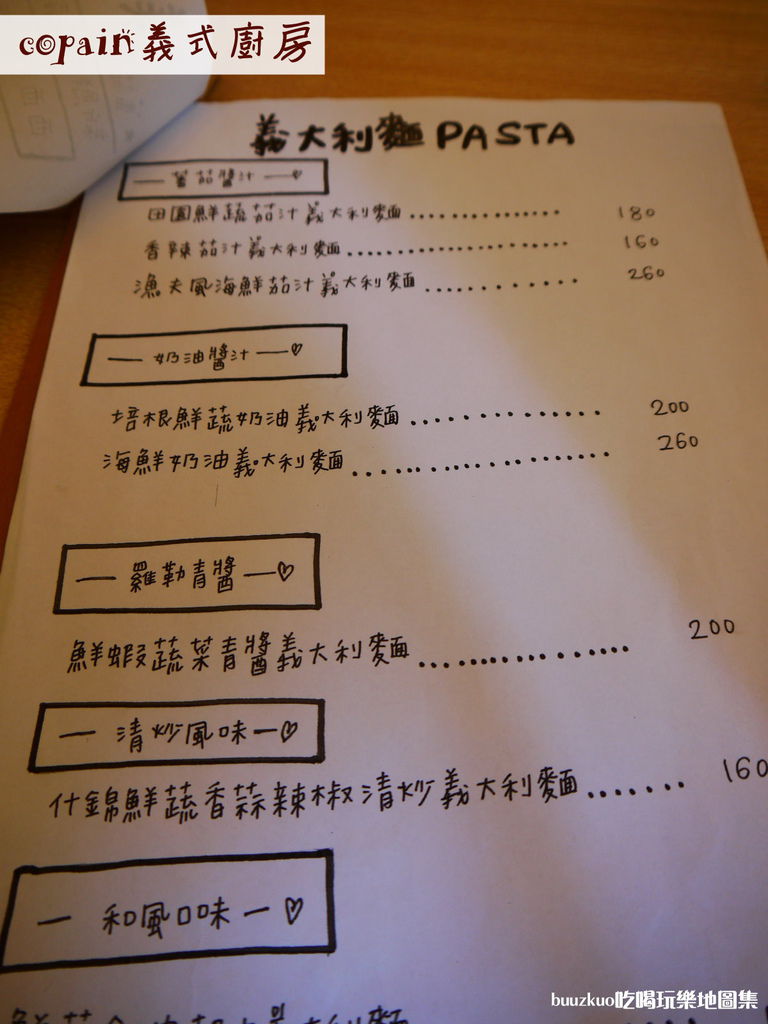 copain義式廚房
義大利麵 PASTA
— 蕃茄醬汁 —♡
田園鮮蔬茄汁義大利麵 .............. 180
香辣茄汁義大利麵 .................... 160
漁夫風海鮮茄汁義大利麵 .......... 260
— 奶油醬汁 —♡
培根鮮蔬奶油義大利麵 .............. 200
海鮮奶油義大利麵 .................. 260
— 羅勒青醬 —♡
鮮蝦蔬菜青醬義大利麵 ............... 200
— 清炒風味 —♡
什錦鮮蔬香蒜辣椒清炒義大利麵 ....... 160
— 和風口味 —♡
buuzkuo吃喝玩樂地圖集